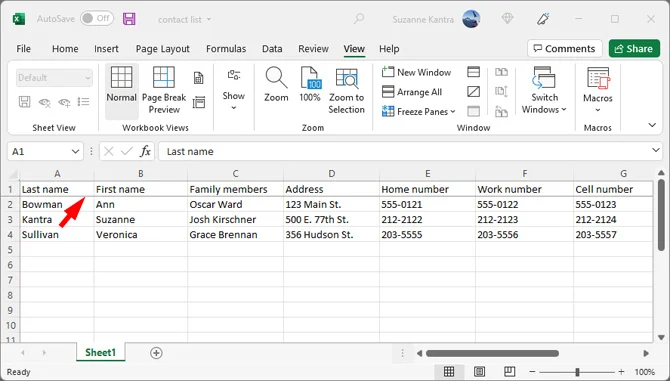 AutoSave Off contact list Suzanne Kantra
File Home Insert Page Layout Formulas Data Review View Help Comments Share
Default Normal Page Break Preview Show Zoom 100 100% Zoom to Selection New Window Arrange All Freeze Panes Switch Windows Macros
Sheet View Workbook Views Zoom Window Macros
A1 fx Last name
A B C D E F G
1 Last name First name Family members Address Home number Work number Cell number
2 Bowman Ann Oscar Ward 123 Main St. 555-0121 555-0122 555-0123
3 Kantra Suzanne Josh Kirschner 500 E. 77th St. 212-2122 212-2123 212-2124
4 Sullivan Veronica Grace Brennan 356 Hudson St. 203-5555 203-5556 203-5557
5
6
7
8
9
10
11
Sheet1
Ready 100%